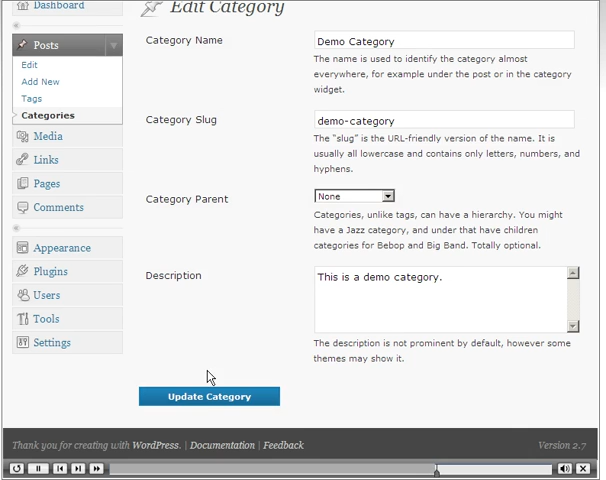 Dashboard
Edit Category
Posts
Edit
Add New
Tags
Categories
Media
Links
Pages
Comments
Appearance
Plugins
Users
Tools
Settings
Category Name
Demo Category
The name is used to identify the category almost
everywhere, for example under the post or in the category
widget.
Category Slug
demo-category
The "slug" is the URL-friendly version of the name. It is
usually all lowercase and contains only letters, numbers, and
hyphens.
Category Parent
None
Categories, unlike tags, can have a hierarchy. You might
have a Jazz category, and under that have children
categories for Bebop and Big Band. Totally optional.
Description
This is a demo category.
The description is not prominent by default, however some
themes may show it.
Update Category
Thank you for creating with WordPress. | Documentation | Feedback
Version 2.7